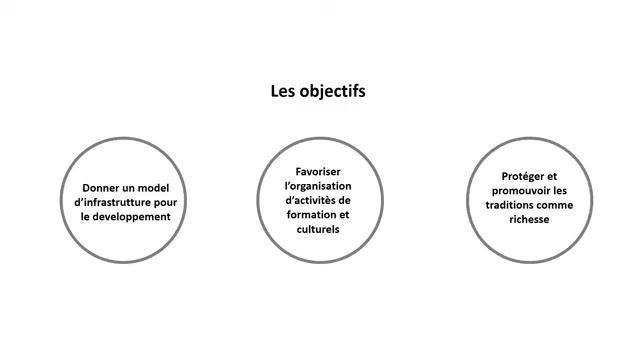 Les objectifs
Donner un model
d'infrastrutture pour
le developpement
Favoriser
l'organisation
d'activitès de
formation et
culturels
Protéger et
promouvoir les
traditions comme
richesse